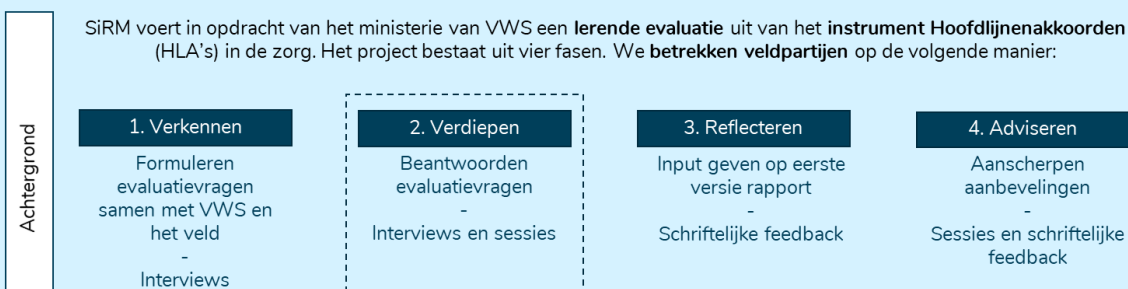 SiRM voert in opdracht van het ministerie van VWS een lerende evaluatie uit van het instrument Hoofdlijnenakkoorden
(HLA's) in de zorg. Het project bestaat uit vier fasen. We betrekken veldpartijen op de volgende manier:
Achtergrond
1. Verkennen
Formuleren
evaluatievragen
samen met VWS en
het veld
-
Interviews
2. Verdiepen
Beantwoorden
evaluatievragen
-
Interviews en sessies
3. Reflecteren
Input geven op eerste
versie rapport
-
Schriftelijke feedback
4. Adviseren
Aanscherpen
aanbevelingen
-
Sessies en schriftelijke
feedback